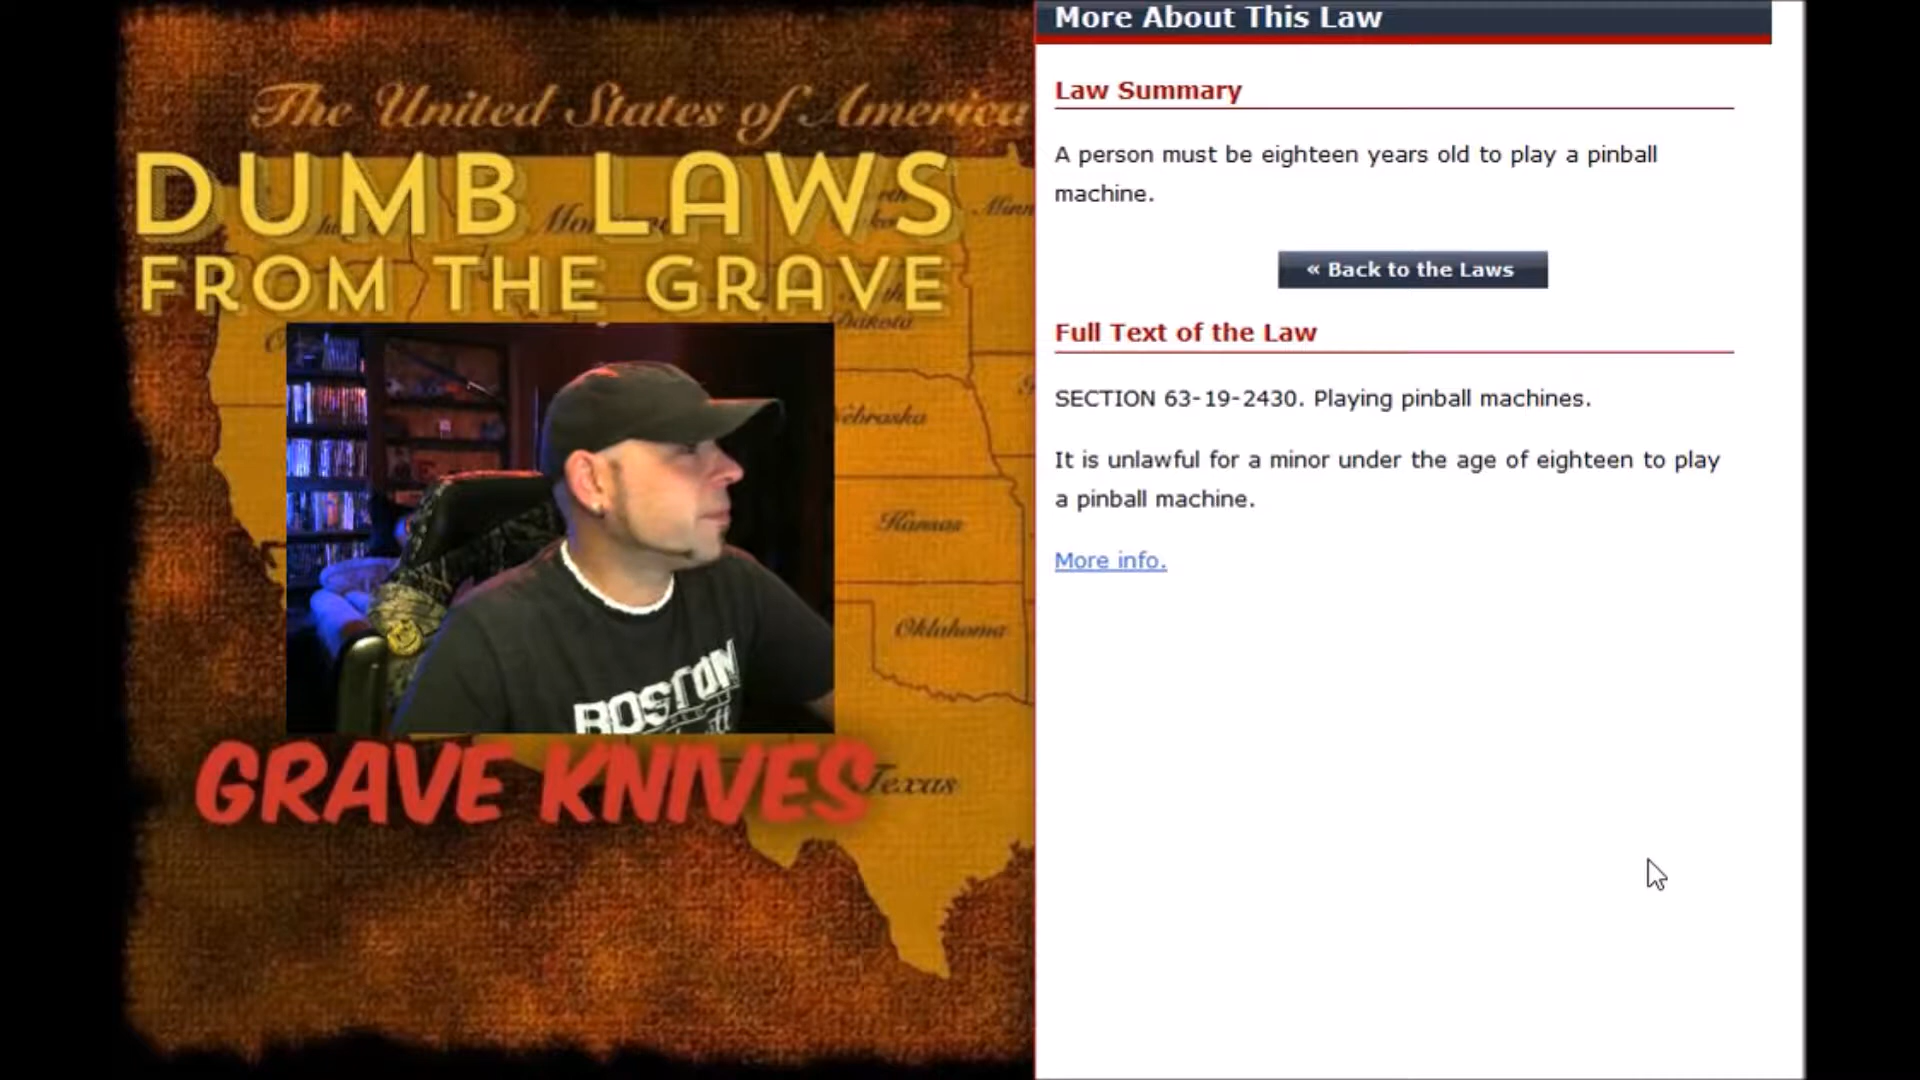 The United States of America
DUMB LAWS
FROM THE GRAVE
Dakota
Nebraska
Kansas
Oklahoma
BOSTON
GRAVE KNIVES
Texas
More About This Law
Law Summary
A person must be eighteen years old to play a pinball
machine.
« Back to the Laws
Full Text of the Law
SECTION 63-19-2430. Playing pinball machines.
It is unlawful for a minor under the age of eighteen to play
a pinball machine.
More info.